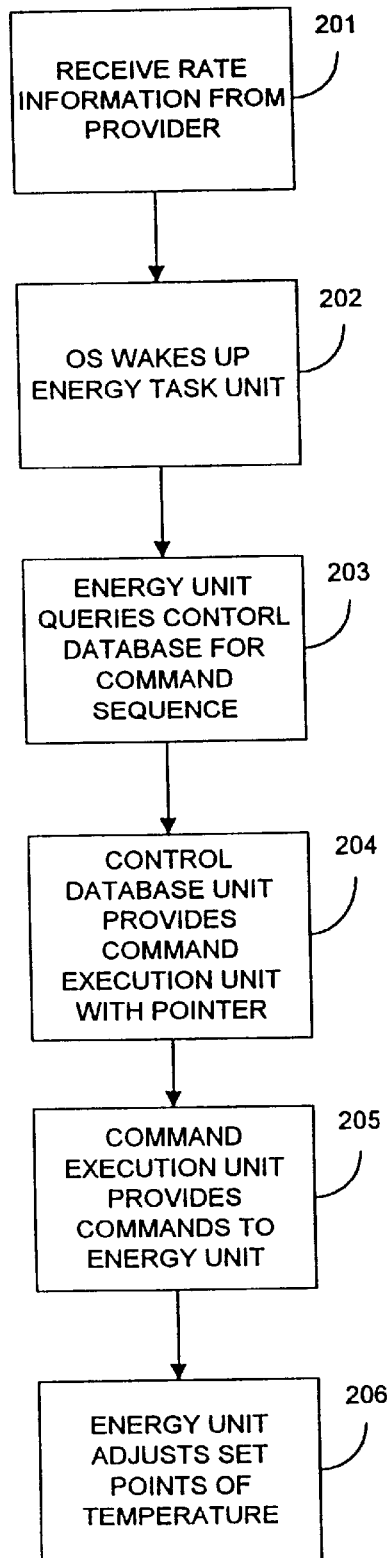 201
RECEIVE RATE
INFORMATION FROM
PROVIDER
202
OS WAKES UP
ENERGY TASK UNIT
203
ENERGY UNIT
QUERIES CONTORL
DATABASE FOR
COMMAND
SEQUENCE
204
CONTROL
DATABASE UNIT
PROVIDES
COMMAND
EXECUTION UNIT
WITH POINTER
205
COMMAND
EXECUTION UNIT
PROVIDES
COMMANDS TO
ENERGY UNIT
206
ENERGY UNIT
ADJUSTS SET
POINTS OF
TEMPERATURE